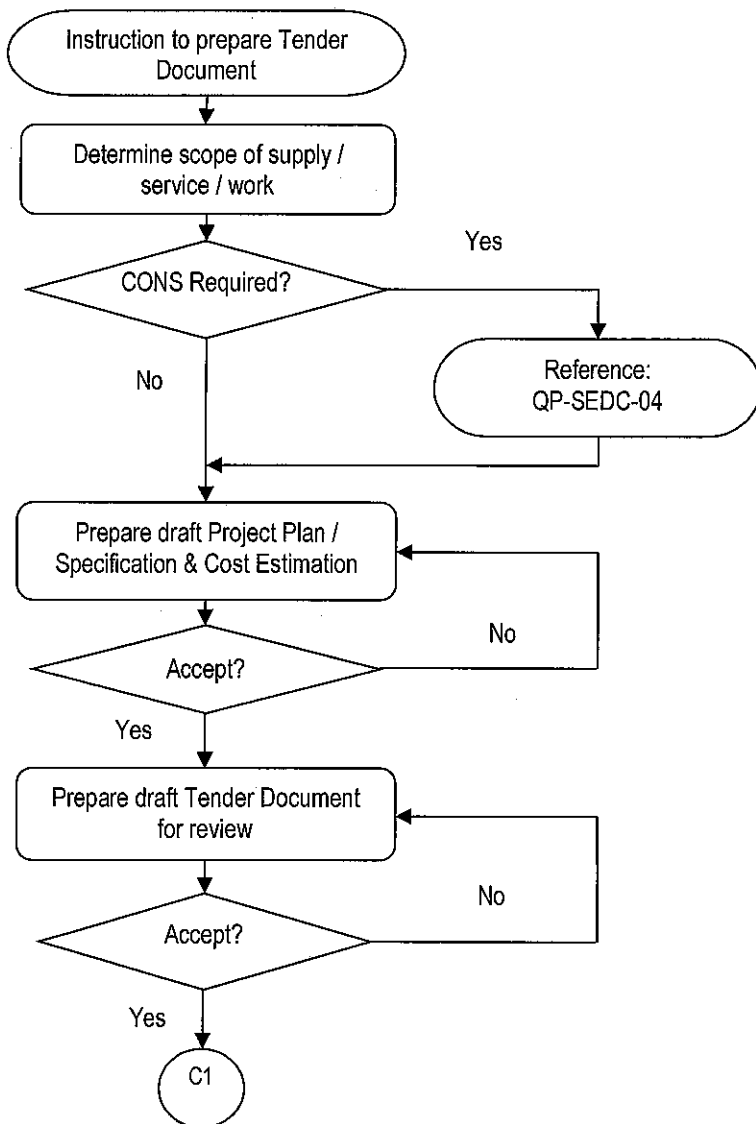 Instruction to prepare Tender
Document
Determine scope of supply /
service / work
Yes
CONS Required?
No
Reference:
QP-SEDC-04
Prepare draft Project Plan /
Specification & Cost Estimation
No
Accept?
Yes
Prepare draft Tender Document
for review
No
Accept?
Yes
C1